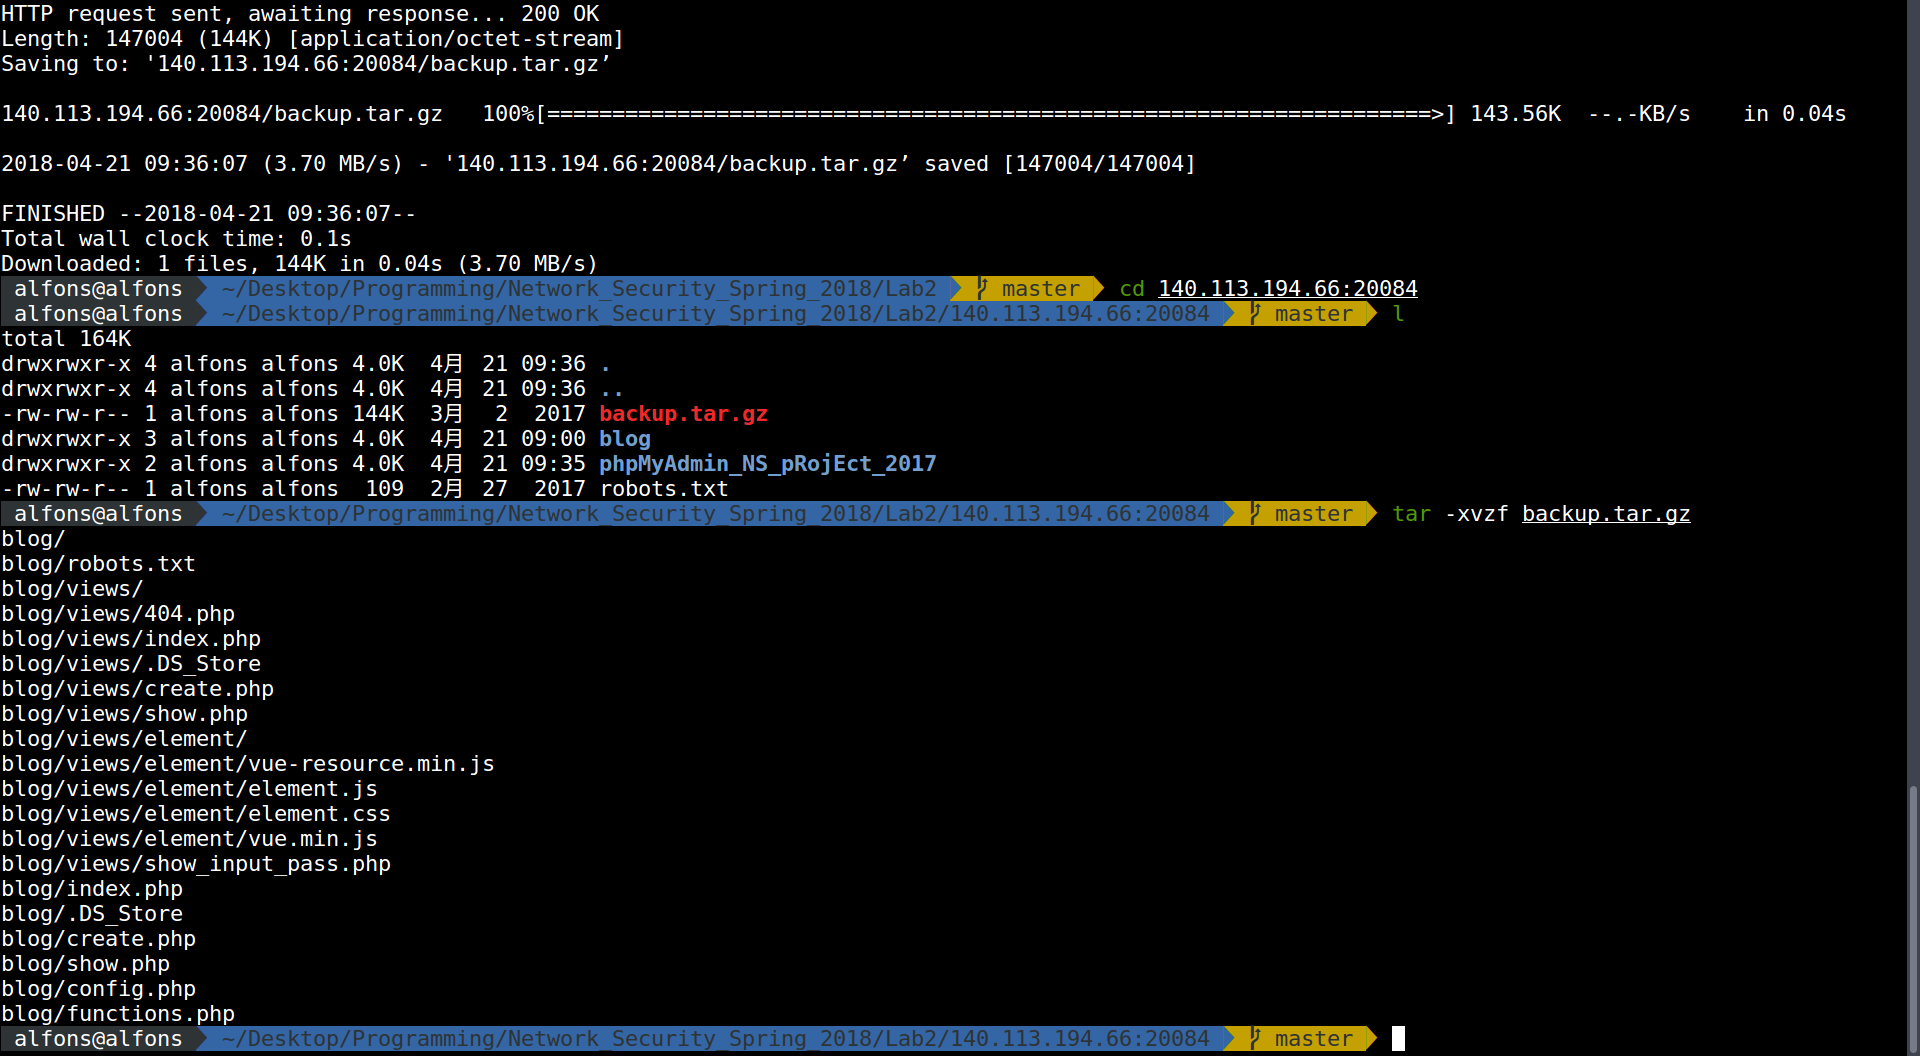 HTTP request sent, awaiting response... 200 OK
Length: 147004 (144K) [application/octet-stream]
Saving to: '140.113.194.66:20084/backup.tar.gz’
140.113.194.66:20084/backup.tar.gz   100%[====================================================================>] 143.56K  --.-KB/s    in 0.04s
2018-04-21 09:36:07 (3.70 MB/s) - '140.113.194.66:20084/backup.tar.gz’ saved [147004/147004]
FINISHED --2018-04-21 09:36:07--
Total wall clock time: 0.1s
Downloaded: 1 files, 144K in 0.04s (3.70 MB/s)
alfons@alfons ~/Desktop/Programming/Network_Security_Spring_2018/Lab2 master cd 140.113.194.66:20084
alfons@alfons ~/Desktop/Programming/Network_Security_Spring_2018/Lab2/140.113.194.66:20084 master l
total 164K
drwxrwxr-x 4 alfons alfons 4.0K  4月 21 09:36 .
drwxrwxr-x 4 alfons alfons 4.0K  4月 21 09:36 ..
-rw-rw-r-- 1 alfons alfons 144K  3月  2  2017 backup.tar.gz
drwxrwxr-x 3 alfons alfons 4.0K  4月 21 09:00 blog
drwxrwxr-x 2 alfons alfons 4.0K  4月 21 09:35 phpMyAdmin_NS_pRojEct_2017
-rw-rw-r-- 1 alfons alfons  109  2月 27  2017 robots.txt
alfons@alfons ~/Desktop/Programming/Network_Security_Spring_2018/Lab2/140.113.194.66:20084 master tar -xvzf backup.tar.gz
blog/
blog/robots.txt
blog/views/
blog/views/404.php
blog/views/index.php
blog/views/.DS_Store
blog/views/create.php
blog/views/show.php
blog/views/element/
blog/views/element/vue-resource.min.js
blog/views/element/element.js
blog/views/element/element.css
blog/views/element/vue.min.js
blog/views/show_input_pass.php
blog/index.php
blog/.DS_Store
blog/create.php
blog/show.php
blog/config.php
blog/functions.php
alfons@alfons ~/Desktop/Programming/Network_Security_Spring_2018/Lab2/140.113.194.66:20084 master